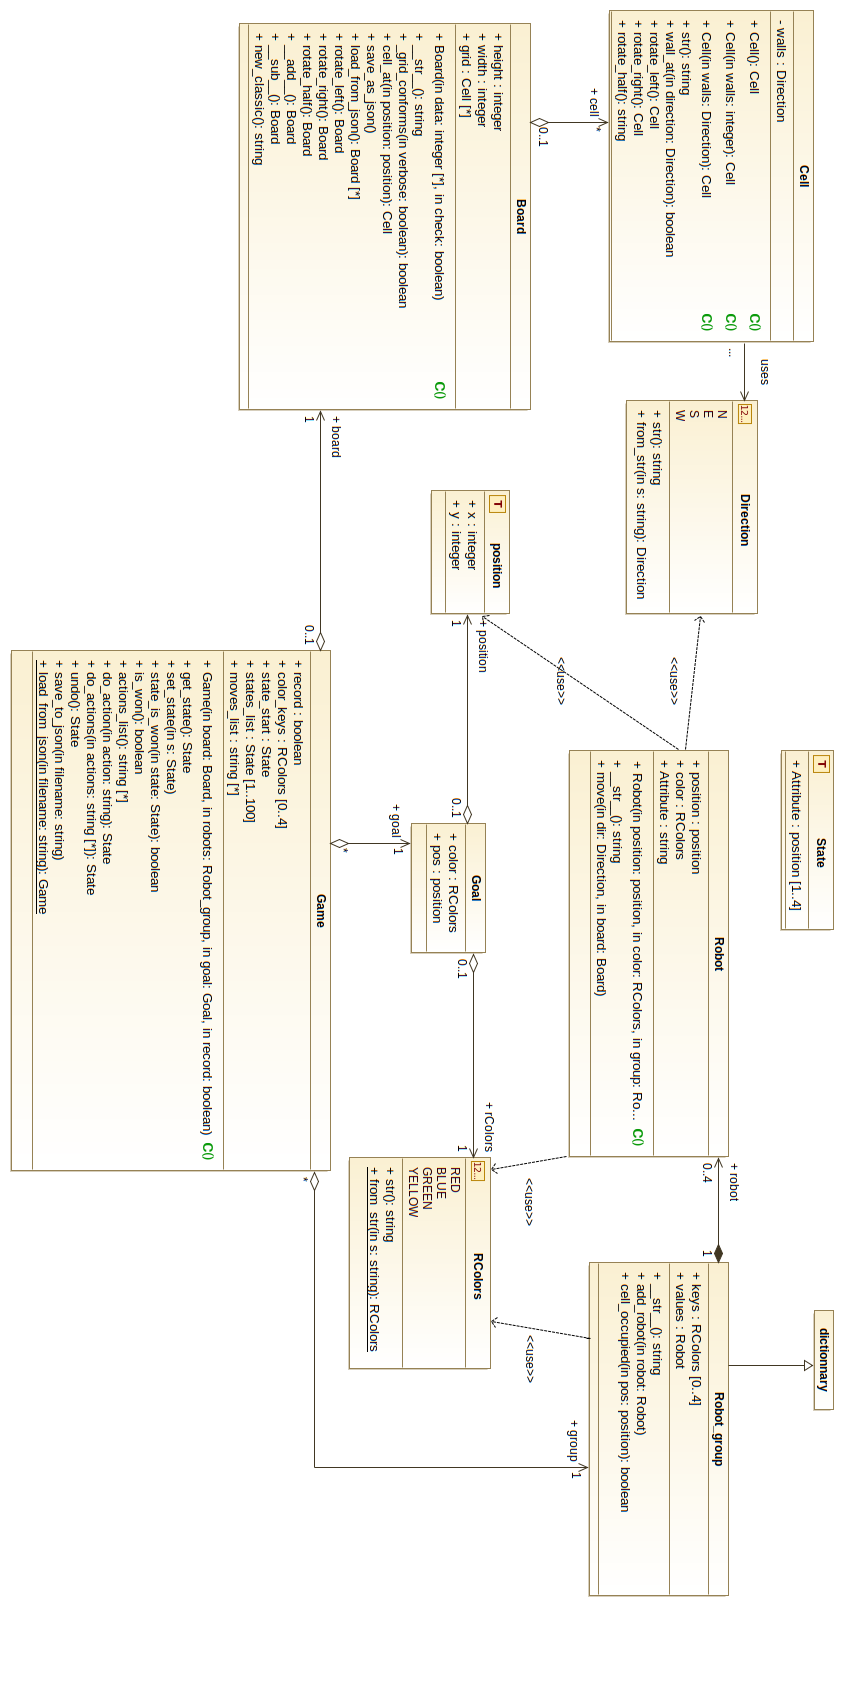 Cell
- walls : Direction
+ Cell(): Cell C()
+ Cell(in walls: integer): Cell C()
+ Cell(in walls: Direction): Cell C()
+ str(): string
+ wall_at(in direction: Direction): boolean
+ rotate_left(): Cell
+ rotate_right(): Cell
+ rotate_half(): string
uses
...
12...
Direction
N
E
S
W
+ str(): string
+ from_str(in s: string): Direction
<<use>>
T
State
+ Attribute : position [1..4]
dictionnary
+ cell
*
0..1
Board
+ height : integer
+ width : integer
+ grid : Cell [*]
+ Board(in data: integer [*], in check: boolean) C()
+ __str__(): string
+ _grid_conforms(in verbose: boolean): boolean
+ cell_at(in position: position): Cell
+ save_as_json()
+ load_from_json(): Board [*]
+ rotate_left(): Board
+ rotate_right(): Board
+ rotate_half(): Board
+ __add__(): Board
+ __sub__(): Board
+ new_classic(): string
T
position
+ x : integer
+ y : integer
<<use>>
Robot
+ position : position
+ color : RColors
+ Attribute : string
+ Robot(in position: position, in color: RColors, in group: Ro... C()
+ __str__(): string
+ move(in dir: Direction, in board: Board)
+ robot
0..4
1
Robot_group
+ keys : RColors [0..4]
+ values : Robot
+ __str__(): string
+ add_robot(in robot: Robot)
+ cell_occupied(in pos: position): boolean
+ position
1
0..1
Goal
+ color : RColors
+ pos : position
0..1
+ rColors
1
<<use>>
<<use>>
12...
RColors
RED
BLUE
GREEN
YELLOW
+ str(): string
+ from_str(in s: string): RColors
+ group
1
+ board
1
0..1
+ goal
1
*
*
Game
+ record : boolean
+ color_keys : RColors [0..4]
+ state_start : State
+ states_list : State [1..100]
+ moves_list : string [*]
+ Game(in board: Board, in robots: Robot_group, in goal: Goal, in record: boolean) C()
+ get_state(): State
+ set_state(in s: State)
+ state_is_won(in state: State): boolean
+ is_won(): boolean
+ actions_list(): string [*]
+ do_action(in action: string): State
+ do_actions(in actions: string [*]): State
+ undo(): State
+ save_to_json(in filename: string)
+ load_from_json(in filename: string): Game